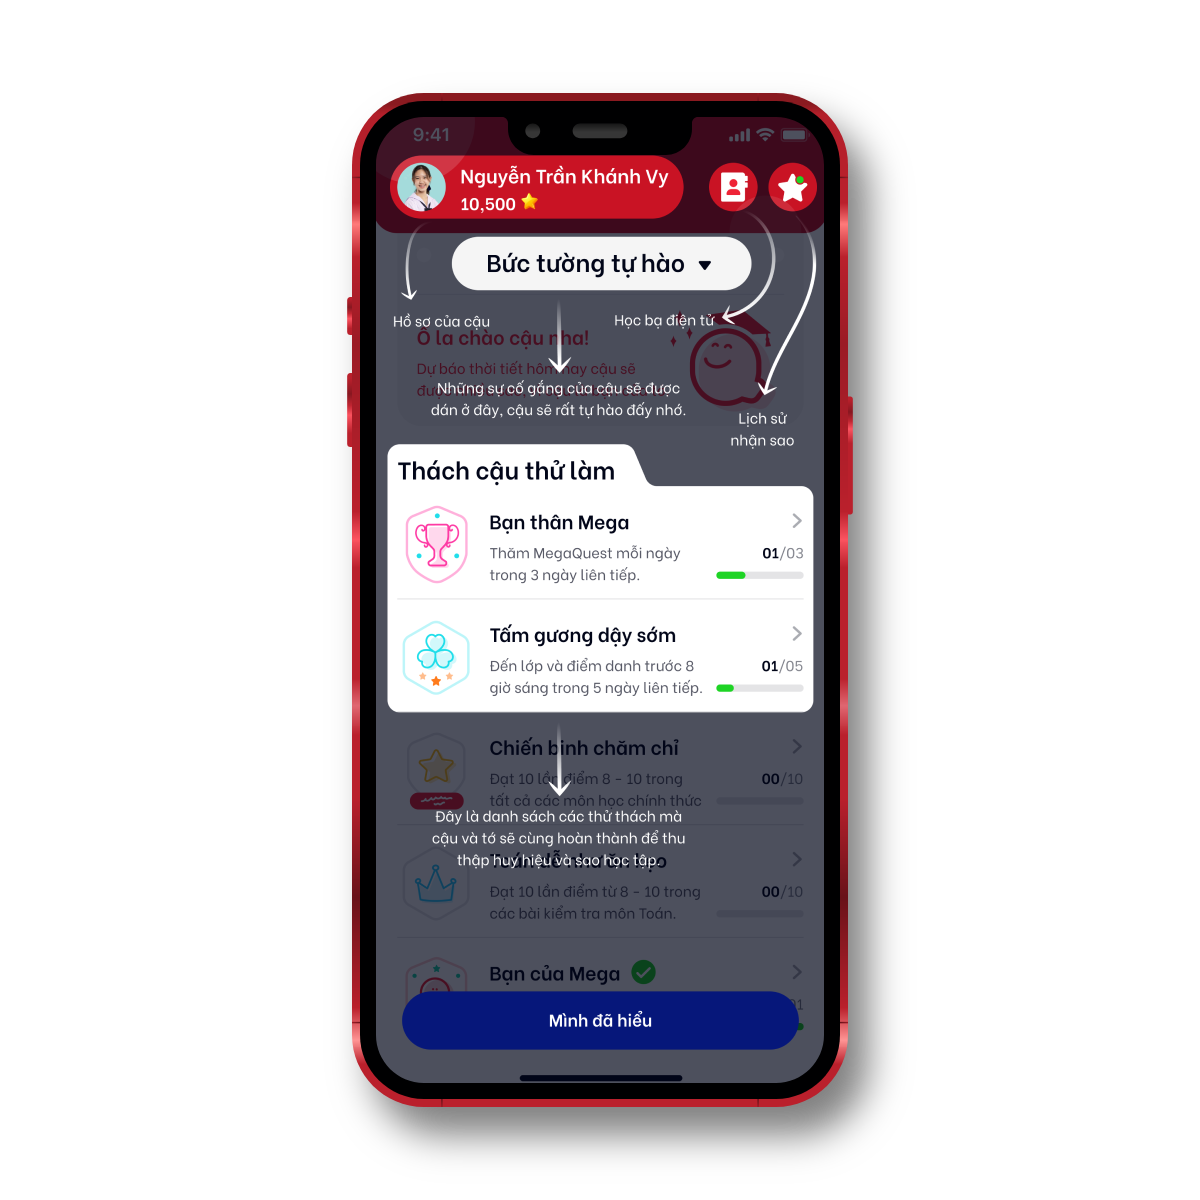 9:41
Nguyễn Trần Khánh Vy
10,500
Bức tường tự hào
Hồ sơ của cậu
Học bạ điện tử
Ô la chào cậu nha!
Dự báo thời tiết hôm nay cậu sẽ
được
Những sự cố gắng của cậu sẽ được
dán ở đây, cậu sẽ rất tự hào đấy nhớ.
Lịch sử
nhận sao
Thách cậu thử làm
Bạn thân Mega
Thăm MegaQuest mỗi ngày
trong 3 ngày liên tiếp.
01/03
Tấm gương dậy sớm
Đến lớp và điểm danh trước 8
giờ sáng trong 5 ngày liên tiếp.
01/05
Chiến binh chăm chỉ
Đạt 10 lần điểm 8 - 10 trong
tất cả các môn học chính thức
00/10
Đây là danh sách các thử thách mà
cậu và tớ sẽ cùng hoàn thành để thu
thập huy hiệu và sao học tập.
Đạt 10 lần điểm từ 8 - 10 trong
các bài kiểm tra môn Toán.
00/10
Bạn của Mega
Mình đã hiểu